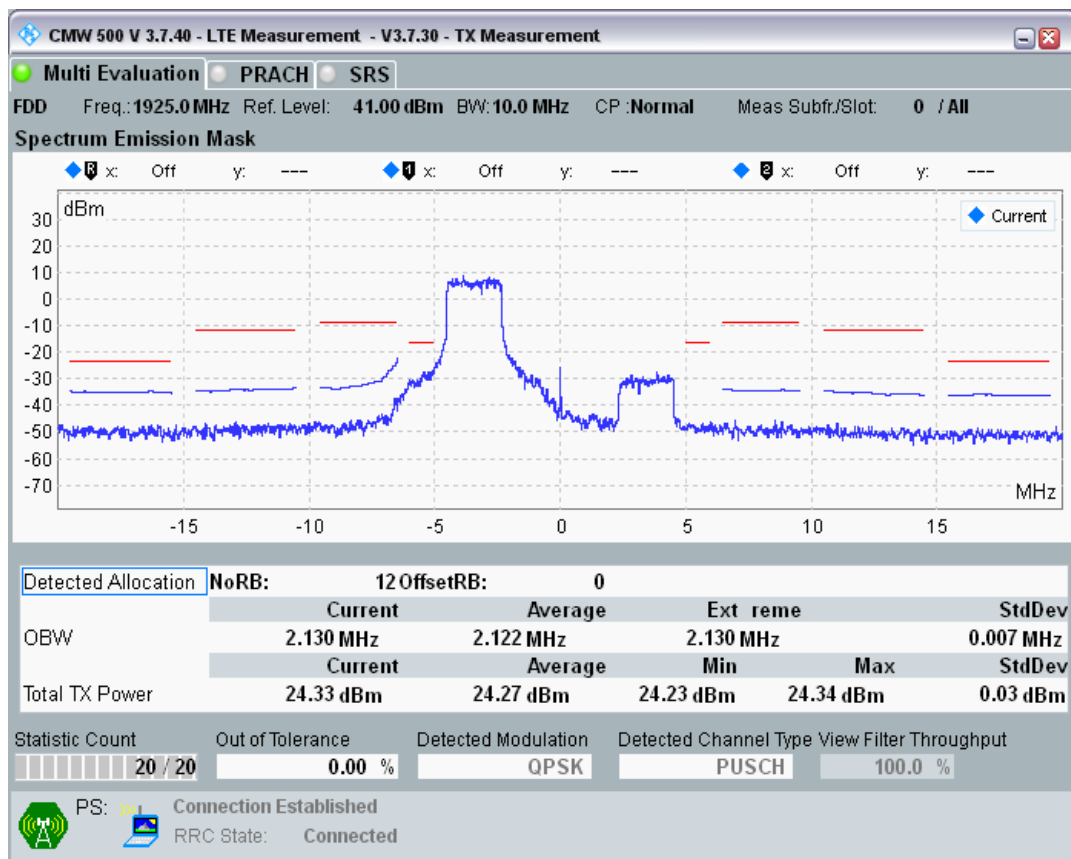 CMW 500 V 3.7.40 - LTE Measurement - V3.7.30 - TX Measurement
Multi Evaluation PRACH SRS
FDD Freq.:1925.0 MHz Ref. Level: 41.00 dBm BW:10.0 MHz CP :Normal Meas Subfr./Slot: 0 / All
Spectrum Emission Mask
R x: Off y: --- 1 x: Off y: --- 2 x: Off y: ---
dBm
Current
30
20
10
0
-10
-20
-30
-40
-50
-60
-70
MHz
-15 -10 -5 0 5 10 15
Detected Allocation NoRB: 12 OffsetRB: 0
Current Average Ext reme StdDev
OBW 2.130 MHz 2.122 MHz 2.130 MHz 0.007 MHz
Current Average Min Max StdDev
Total TX Power 24.33 dBm 24.27 dBm 24.23 dBm 24.34 dBm 0.03 dBm
Statistic Count Out of Tolerance Detected Modulation Detected Channel Type View Filter Throughput
20 / 20 0.00 % QPSK PUSCH 100.0 %
PS: Connection Established
RRC State: Connected